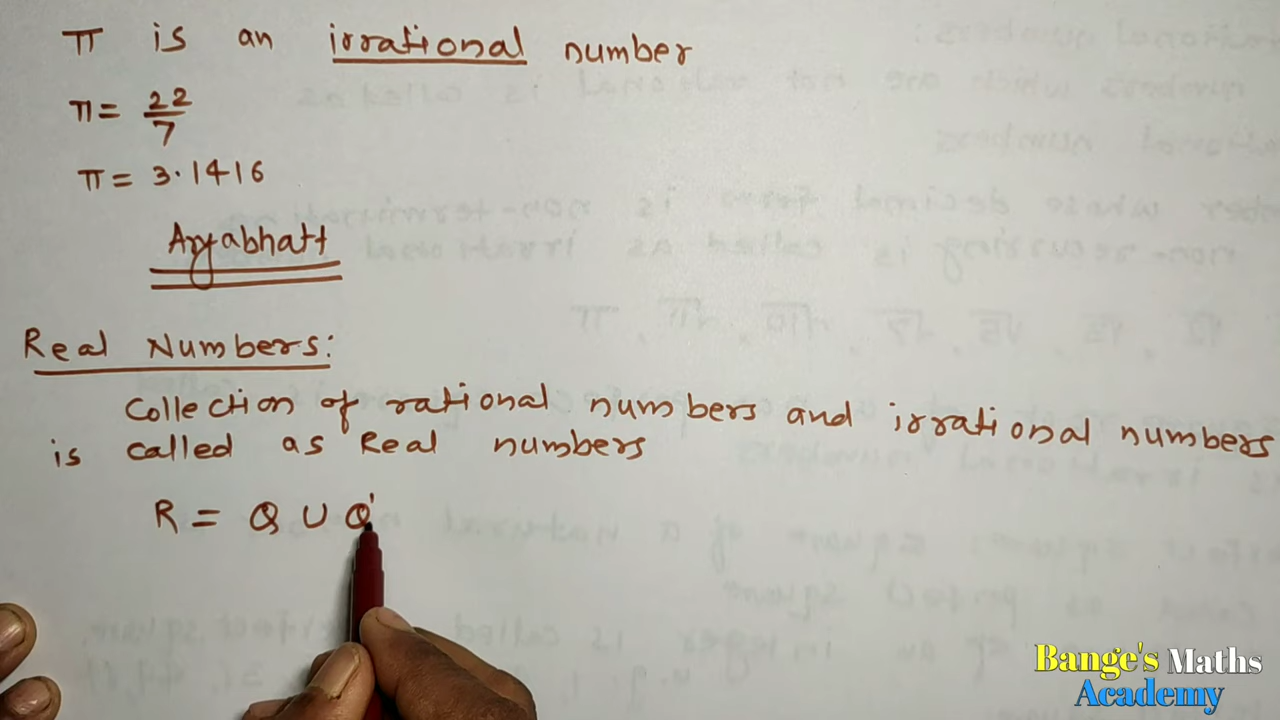 π is an irrational number
π = 22/7
π = 3.1416
Aryabhatt
Real Numbers:
Collection of rational numbers and irrational numbers
is called as Real numbers
R = Q ∪ Q'
Bange's Maths
Academy